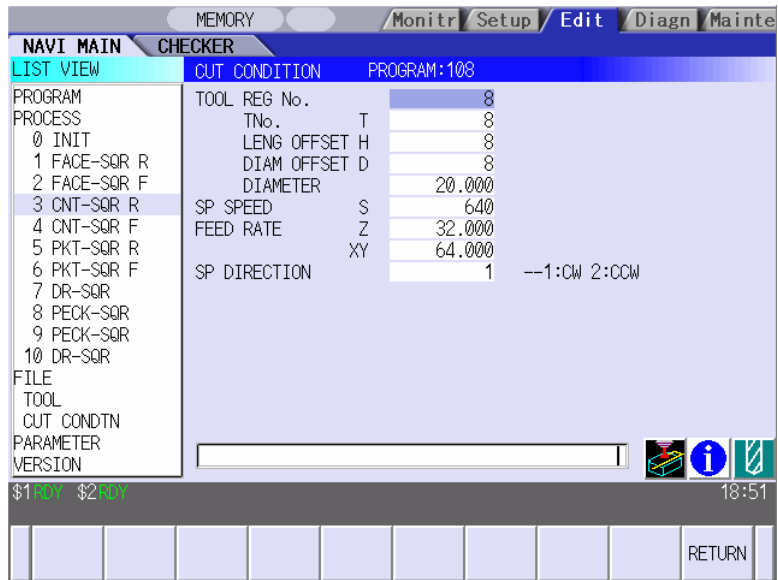 MEMORY
Monitr Setup Edit Diagn Mainte
NAVI MAIN CHECKER
LIST VIEW
CUT CONDITION PROGRAM:108
PROGRAM
PROCESS
0 INIT
1 FACE-SQR R
2 FACE-SQR F
3 CNT-SQR R
4 CNT-SQR F
5 PKT-SQR R
6 PKT-SQR F
7 DR-SQR
8 PECK-SQR
9 PECK-SQR
10 DR-SQR
FILE
TOOL
CUT CONDTN
PARAMETER
VERSION
TOOL REG No. 8
TNo. T 8
LENG OFFSET H 8
DIAM OFFSET D 8
DIAMETER 20.000
SP SPEED S 640
FEED RATE Z 32.000
XY 64.000
SP DIRECTION 1 --1:CW 2:CCW
$1RDY $2RDY 18:51
RETURN